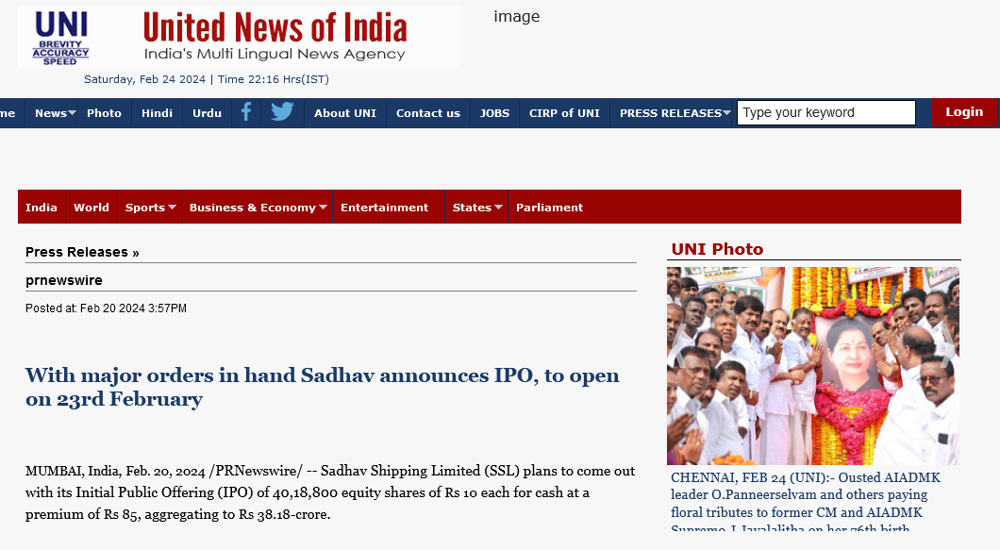 UNI
BREVITY
ACCURACY
SPEED
United News of India
India's Multi Lingual News Agency
image
Saturday, Feb 24 2024 | Time 22:16 Hrs(IST)
me News Photo Hindi Urdu About UNI Contact us JOBS CIRP of UNI PRESS RELEASES Type your keyword Login
India World Sports Business & Economy Entertainment States Parliament
Press Releases »
prnewswire
Posted at: Feb 20 2024 3:57PM
With major orders in hand Sadhav announces IPO, to open
on 23rd February
MUMBAI, India, Feb. 20, 2024 /PRNewswire/ -- Sadhav Shipping Limited (SSL) plans to come out
with its Initial Public Offering (IPO) of 40,18,800 equity shares of Rs 10 each for cash at a
premium of Rs 85, aggregating to Rs 38.18-crore.
UNI Photo
CHENNAI, FEB 24 (UNI):- Ousted AIADMK
leader O.Panneerselvam and others paying
floral tributes to former CM and AIADMK
Supremo J Jayalalitha on her 76th birth